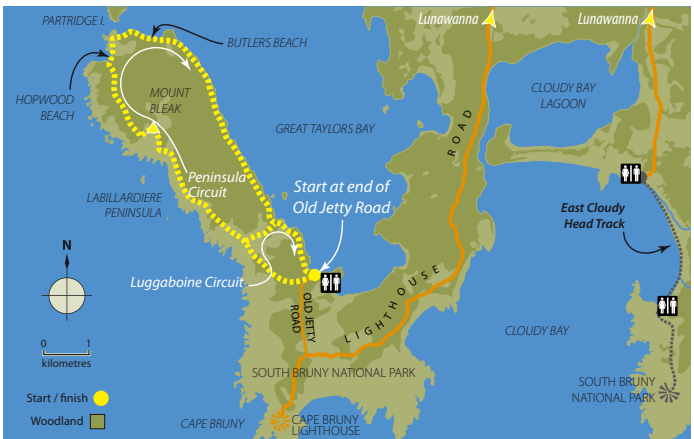 PARTRIDGE I.
Lunawanna
Lunawanna
BUTLERS BEACH
HOPWOOD
BEACH
MOUNT
BLEAK
CLOUDY BAY
LAGOON
GREAT TAYLORS BAY
ROAD
Peninsula
Circuit
LABILLARDIERE
PENINSULA
Start at end of
Old Jetty Road
East Cloudy
Head Track
N
Luggaboine Circuit
OLD JETTY
ROAD
LIGHTHOUSE
CLOUDY BAY
0 1
kilometres
SOUTH BRUNY NATIONAL PARK
SOUTH BRUNY
NATIONAL PARK
Start / finish
Woodland
CAPE BRUNY
CAPE BRUNY
LIGHTHOUSE